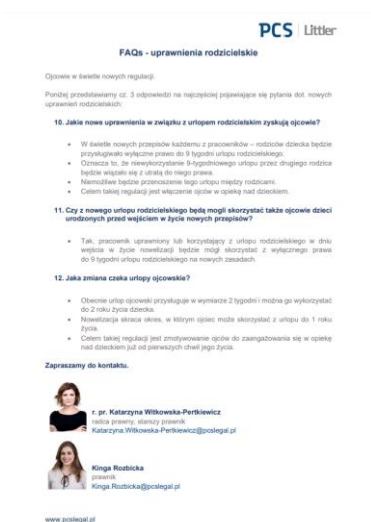 PCS | Littler
FAQs - uprawnienia rodzicielskie
Ojcowie w świetle nowych regulacji.
Poniżej przedstawiamy cz. 3 odpowiedzi na najczęściej pojawiające się pytania dot. nowych
uprawnień rodzicielskich:
10. Jakie nowe uprawnienia w związku z urlopem rodzicielskim zyskują ojcowie?
• W świetle nowych przepisów każdemu z pracowników – rodziców dziecka będzie
przysługiwało wyłączne prawo do 9 tygodni urlopu rodzicielskiego.
• Oznacza to, że niewykorzystanie 9-tygodniowego urlopu przez drugiego rodzica
będzie wiązało się z utratą do niego prawa.
• Niemożliwe będzie przenoszenie tego urlopu między rodzicami.
• Celem takiej regulacji jest włączenie ojców w opiekę nad dzieckiem.
11. Czy z nowego urlopu rodzicielskiego będą mogli skorzystać także ojcowie dzieci
urodzonych przed wejściem w życie nowych przepisów?
• Tak, pracownik uprawniony lub korzystający z urlopu rodzicielskiego w dniu
wejścia w życie nowelizacji będzie mógł skorzystać z wyłącznego prawa
do 9 tygodni urlopu rodzicielskiego na nowych zasadach.
12. Jaka zmiana czeka urlopy ojcowskie?
• Obecnie urlop ojcowski przysługuje w wymiarze 2 tygodni i można go wykorzystać
do 2 roku życia dziecka.
• Nowelizacja skraca okres, w którym ojciec może skorzystać z urlopu do 1 roku
życia.
• Celem takiej regulacji jest zmotywowanie ojców do zaangażowania się w opiekę
nad dzieckiem już od pierwszych chwil jego życia.
Zapraszamy do kontaktu.
r. pr. Katarzyna Witkowska-Pertkiewicz
radca prawny, starszy prawnik
Katarzyna.Witkowska-Pertkiewicz@pcslegal.pl
Kinga Rozbicka
prawnik
Kinga.Rozbicka@pcslegal.pl
www.pcslegal.pl